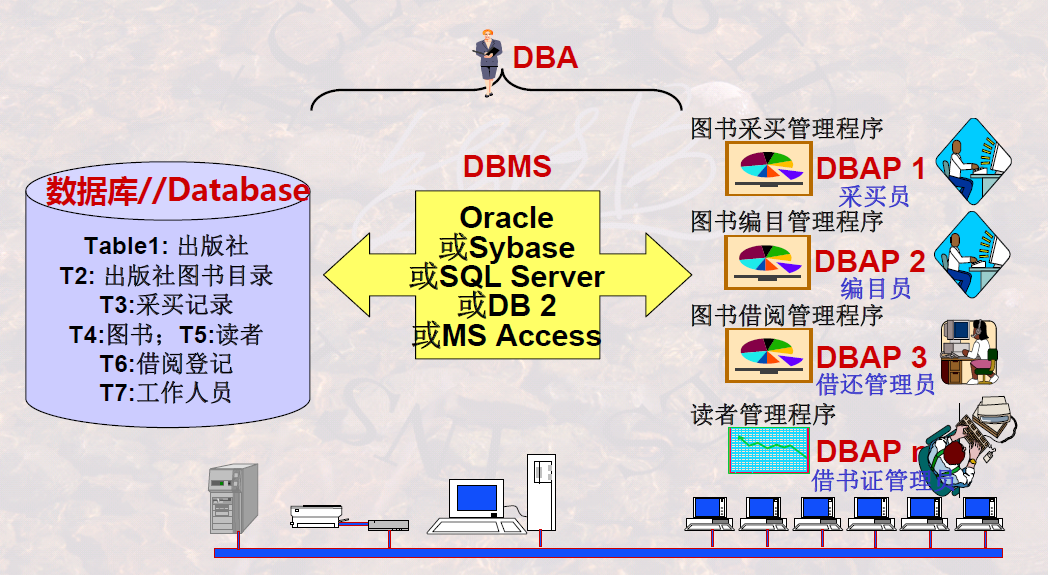 DBA
数据库//Database
Table1: 出版社
T2: 出版社图书目录
T3:采买记录
T4:图书；T5:读者
T6:借阅登记
T7:工作人员
DBMS
Oracle
或Sybase
或SQL Server
或DB 2
或MS Access
图书采买管理程序
DBAP 1
采买员
图书编目管理程序
DBAP 2
编目员
图书借阅管理程序
DBAP 3
借还管理员
读者管理程序
DBAP n
借书证管理员